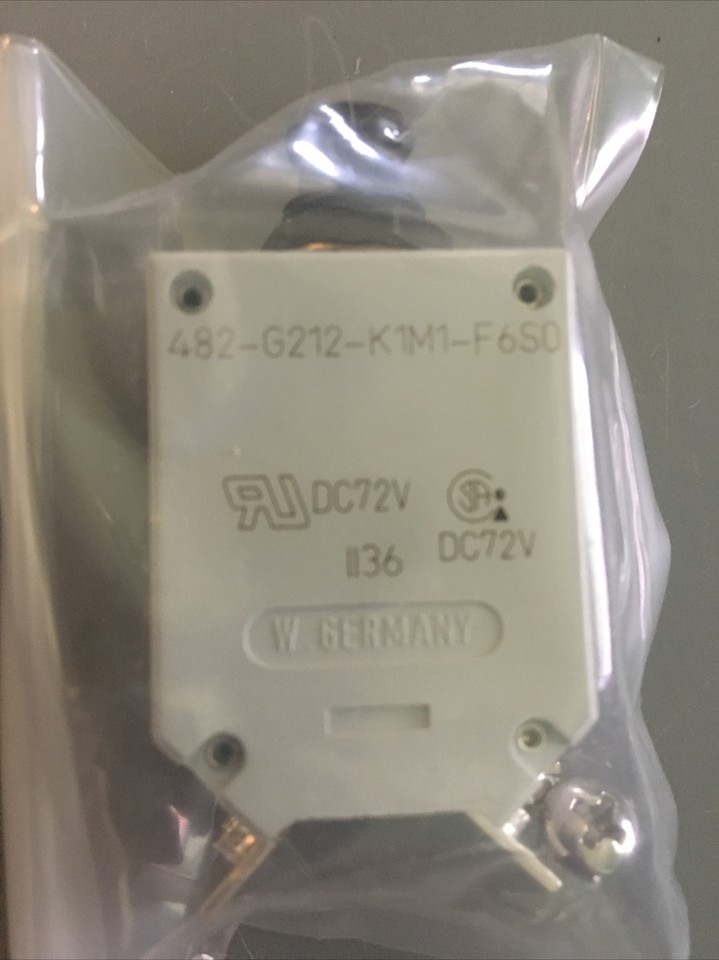 482-G212-K1M1-F6S0
DC72V
DC72V
II36
W. GERMANY